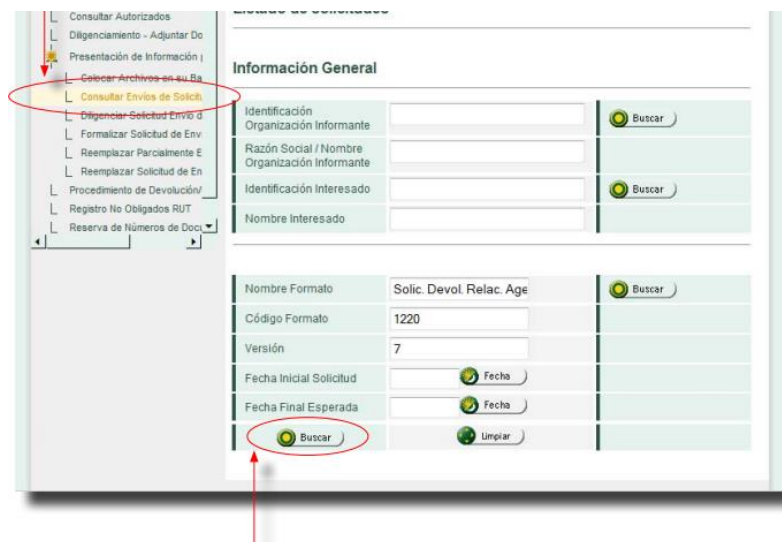 Consultar Autorizados
Diligenciamiento - Adjuntar Do
Presentación de Información
Colocar Archivos en su Ba
Consultar Envíos de Solicit
Diligenciar Solicitud Envío d
Formalizar Solicitud de Env
Reemplazar Parcialmente E
Reemplazar Solicitud de En
Procedimiento de Devolución/
Registro No Obligados RUT
Reserva de Números de Docu
Listado de Solicitudes
Información General
Identificación
Organización Informante
Buscar
Razón Social / Nombre
Organización Informante
Identificación Interesado
Buscar
Nombre Interesado
Nombre Formato Solic. Devol. Relac. Age Buscar
Código Formato 1220
Versión 7
Fecha Inicial Solicitud Fecha
Fecha Final Esperada Fecha
Buscar Limpiar